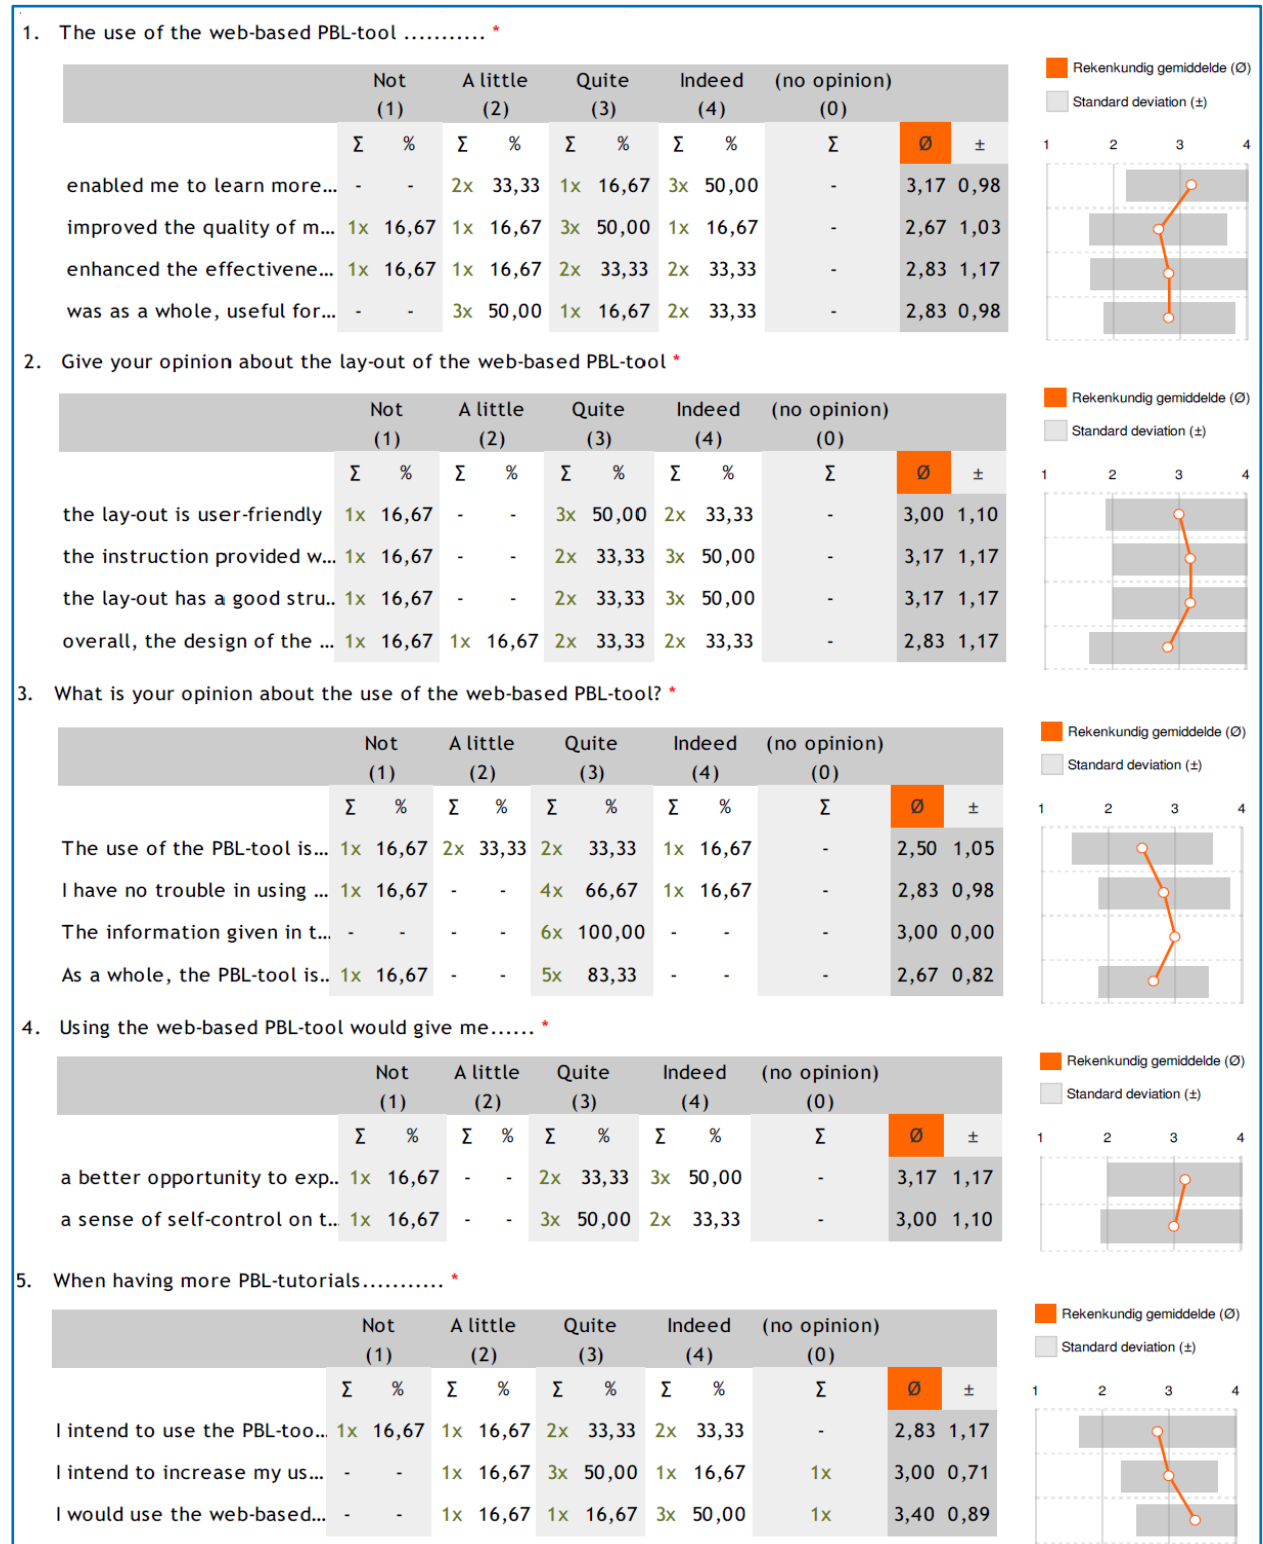 1. The use of the web-based PBL-tool ........... *
Not A little Quite Indeed (no opinion)
(1) (2) (3) (4) (0)
Σ % Σ % Σ % Σ % Σ Ø ±
enabled me to learn more... - - 2x 33,33 1x 16,67 3x 50,00 - 3,17 0,98
improved the quality of m... 1x 16,67 1x 16,67 3x 50,00 1x 16,67 - 2,67 1,03
enhanced the effectivene... 1x 16,67 1x 16,67 2x 33,33 2x 33,33 - 2,83 1,17
was as a whole, useful for... - - 3x 50,00 1x 16,67 2x 33,33 - 2,83 0,98
Rekenkundig gemiddelde (Ø)
Standard deviation (±)
1 2 3 4
2. Give your opinion about the lay-out of the web-based PBL-tool *
Not A little Quite Indeed (no opinion)
(1) (2) (3) (4) (0)
Σ % Σ % Σ % Σ % Σ Ø ±
the lay-out is user-friendly 1x 16,67 - - 3x 50,00 2x 33,33 - 3,00 1,10
the instruction provided w... 1x 16,67 - - 2x 33,33 3x 50,00 - 3,17 1,17
the lay-out has a good stru.. 1x 16,67 - - 2x 33,33 3x 50,00 - 3,17 1,17
overall, the design of the ... 1x 16,67 1x 16,67 2x 33,33 2x 33,33 - 2,83 1,17
Rekenkundig gemiddelde (Ø)
Standard deviation (±)
1 2 3 4
3. What is your opinion about the use of the web-based PBL-tool? *
Not A little Quite Indeed (no opinion)
(1) (2) (3) (4) (0)
Σ % Σ % Σ % Σ % Σ Ø ±
The use of the PBL-tool is... 1x 16,67 2x 33,33 2x 33,33 1x 16,67 - 2,50 1,05
I have no trouble in using ... 1x 16,67 - - 4x 66,67 1x 16,67 - 2,83 0,98
The information given in t... - - - - 6x 100,00 - - - 3,00 0,00
As a whole, the PBL-tool is.. 1x 16,67 - - 5x 83,33 - - - 2,67 0,82
Rekenkundig gemiddelde (Ø)
Standard deviation (±)
1 2 3 4
4. Using the web-based PBL-tool would give me...... *
Not A little Quite Indeed (no opinion)
(1) (2) (3) (4) (0)
Σ % Σ % Σ % Σ % Σ Ø ±
a better opportunity to exp.. 1x 16,67 - - 2x 33,33 3x 50,00 - 3,17 1,17
a sense of self-control on t.. 1x 16,67 - - 3x 50,00 2x 33,33 - 3,00 1,10
Rekenkundig gemiddelde (Ø)
Standard deviation (±)
1 2 3 4
5. When having more PBL-tutorials........... *
Not A little Quite Indeed (no opinion)
(1) (2) (3) (4) (0)
Σ % Σ % Σ % Σ % Σ Ø ±
I intend to use the PBL-too... 1x 16,67 1x 16,67 2x 33,33 2x 33,33 - 2,83 1,17
I intend to increase my us... - - 1x 16,67 3x 50,00 1x 16,67 1x 3,00 0,71
I would use the web-based... - - 1x 16,67 1x 16,67 3x 50,00 1x 3,40 0,89
Rekenkundig gemiddelde (Ø)
Standard deviation (±)
1 2 3 4